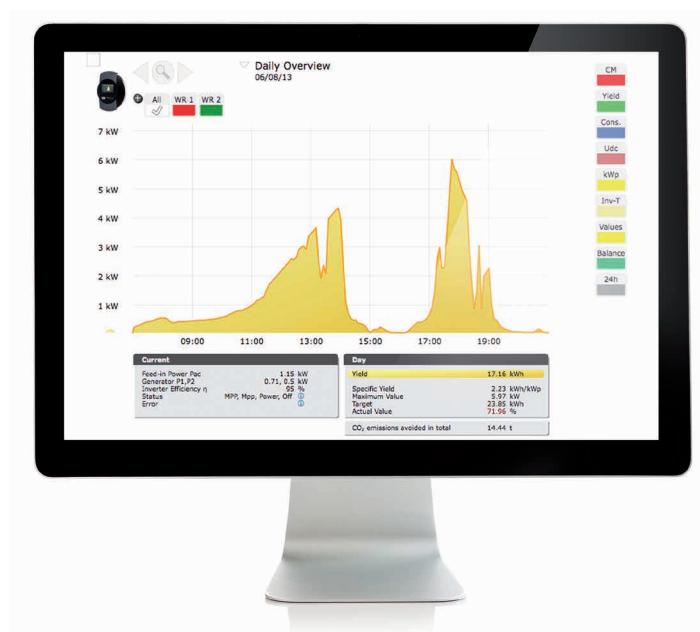 Daily Overview
06/08/13
All WR 1 WR 2
CM
Yield
Cons.
Udc
kWp
Inv-T
Values
Balance
24h
7 kW
6 kW
5 kW
4 kW
3 kW
2 kW
1 kW
09:00 11:00 13:00 15:00 17:00 19:00
Current
Feed-in Power Pac 1.15 kW
Generator P1,P2 0.71, 0.5 kW
Inverter Efficiency η 95 %
Status MPP, Mpp, Power, Off
Error
Day
Yield 17.16 kWh
Specific Yield 2.23 kWh/kWp
Maximum Value 5.97 kW
Target 23.85 kWh
Actual Value 71.96 %
CO₂ emissions avoided in total 14.44 t